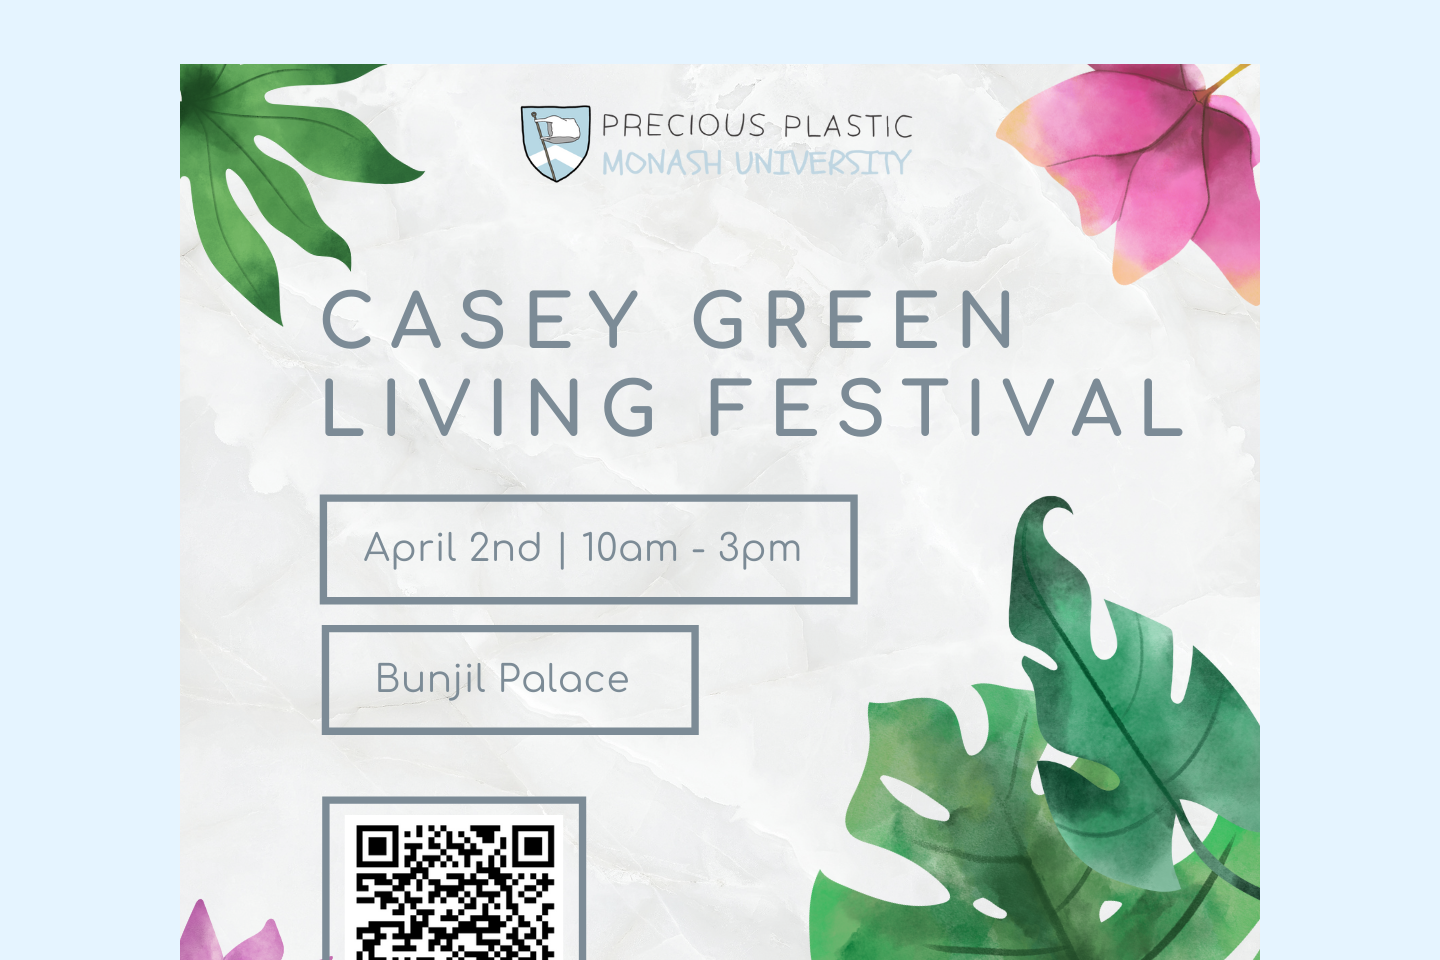 PRECIOUS PLASTIC
MONASH UNIVERSITY
CASEY GREEN
LIVING FESTIVAL
April 2nd | 10am - 3pm
Bunjil Palace